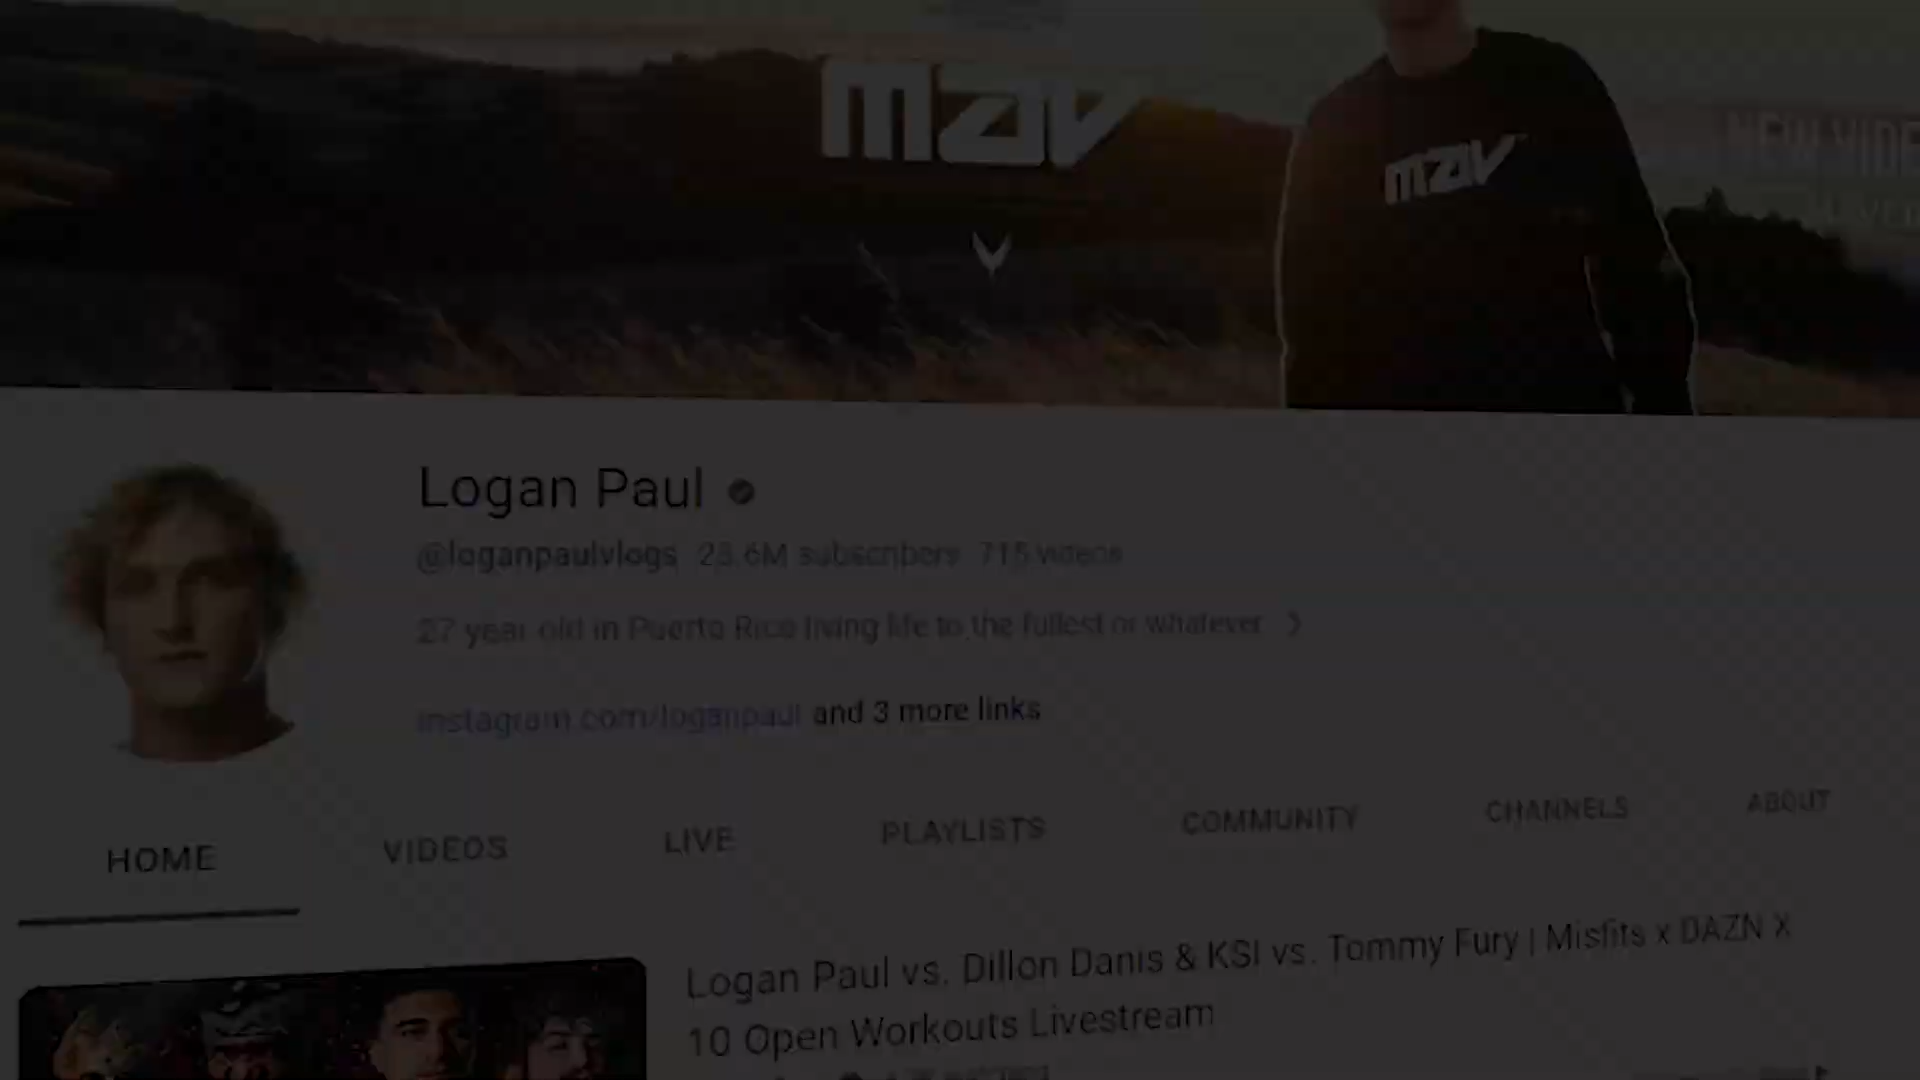 mav
mav
Logan Paul
@loganpaulvlogs 23.6M subscribers 715 videos
27 year old in Puerto Rico living life to the fullest or whatever
instagram.com/loganpaul and 3 more links
HOME VIDEOS LIVE PLAYLISTS COMMUNITY CHANNELS ABOUT
Logan Paul vs. Dillon Danis & KSI vs. Tommy Fury | Misfits x DAZN X
10 Open Workouts Livestream